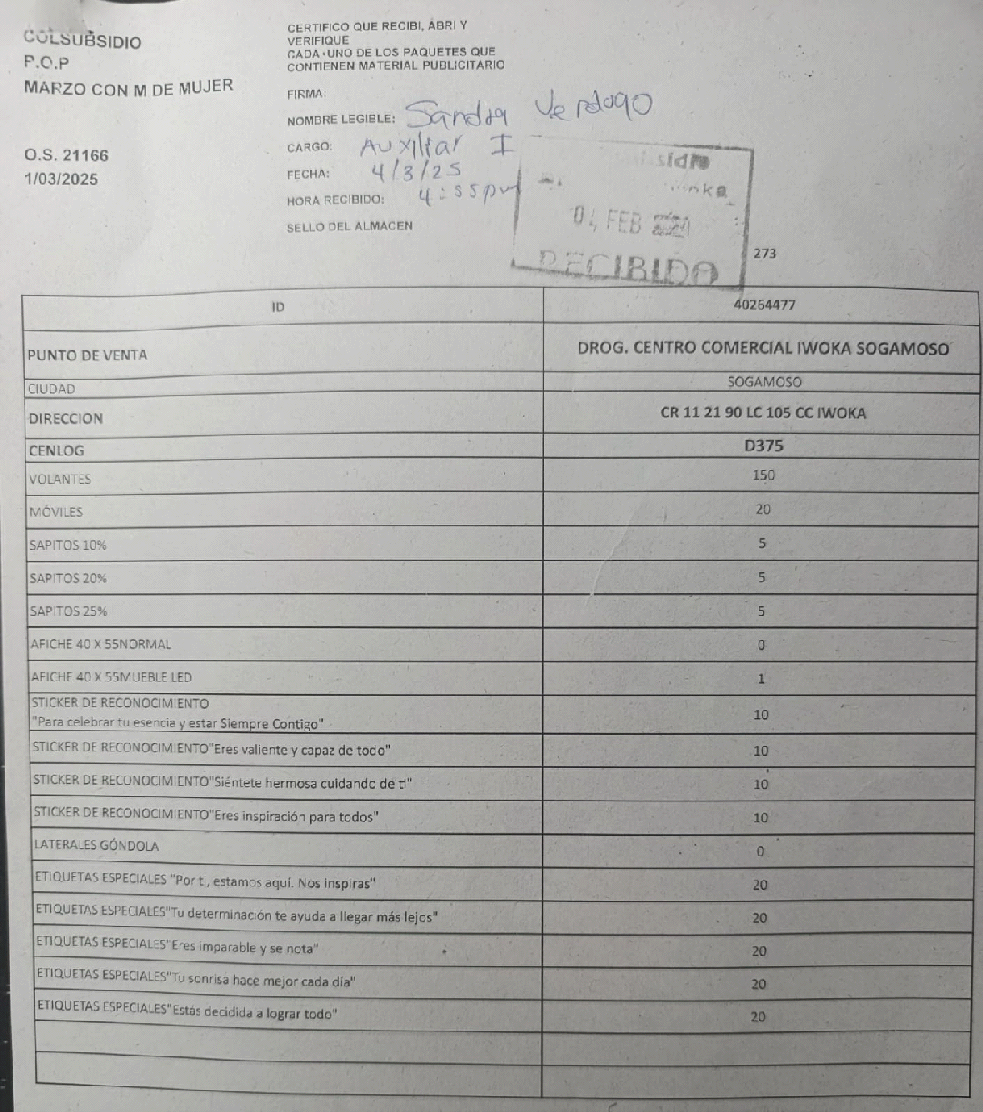 COLSUBSIDIO
P.O.P
MARZO CON M DE MUJER
O.S. 21166
1/03/2025
CERTIFICO QUE RECIBI, ABRI Y
VERIFIQUE
CADA UNO DE LOS PAQUETES QUE
CONTIENEN MATERIAL PUBLICITARIO
FIRMA
NOMBRE LEGIBLE: Sandra Verdugo
CARGO: Auxiliar I
FECHA: 4/3/25
HORA RECIBIDO: 4:55pm
SELLO DEL ALMACEN
FEB
RECIBIDO
273
ID 40254477
PUNTO DE VENTA DROG. CENTRO COMERCIAL IWOKA SOGAMOSO
CIUDAD SOGAMOSO
DIRECCION CR 11 21 90 LC 105 CC IWOKA
CENLOG D375
VOLANTES 150
MÓVILES 20
SAPITOS 10% 5
SAPITOS 20% 5
SAPITOS 25% 5
AFICHE 40 X 55NORMAL 0
AFICHE 40 X 55MUEBLE LED 1
STICKER DE RECONOCIMIENTO
"Para celebrar tu esencia y estar Siempre Contigo" 10
STICKER DE RECONOCIMIENTO"Eres valiente y capaz de todo" 10
STICKER DE RECONOCIMIENTO"Siéntete hermosa cuidando de ti" 10
STICKER DE RECONOCIMIENTO"Eres inspiración para todos" 10
LATERALES GÓNDOLA 0
ETIQUETAS ESPECIALES "Por ti, estamos aquí. Nos inspiras" 20
ETIQUETAS ESPECIALES"Tu determinación te ayuda a llegar más lejos" 20
ETIQUETAS ESPECIALES"Eres imparable y se nota" 20
ETIQUETAS ESPECIALES"Tu sonrisa hace mejor cada día" 20
ETIQUETAS ESPECIALES"Estás decidida a lograr todo" 20